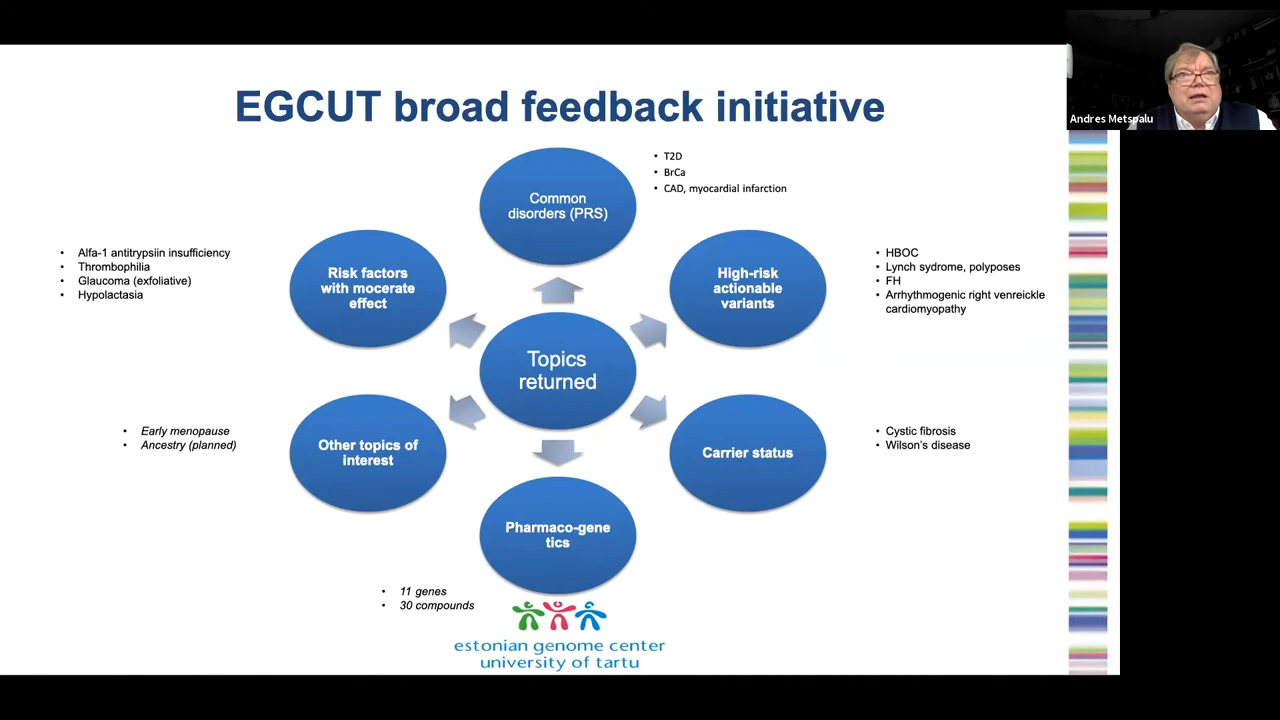 EGCUT broad feedback initiative
Andres Metspalu
Common
disorders (PRS)
• T2D
• BrCa
• CAD, myocardial infarction
• Alfa-1 antitrypsiin insufficiency
• Thrombophilia
• Glaucoma (exfoliative)
• Hypolactasia
Risk factors
with mocerate
effect
High-risk
actionable
variants
• HBOC
• Lynch sydrome, polyposes
• FH
• Arrhythmogenic right venreickle
cardiomyopathy
Topics
returned
• Early menopause
• Ancestry (planned)
Other topics of
interest
Carrier status
• Cystic fibrosis
• Wilson's disease
Pharmaco-gene
tics
• 11 genes
• 30 compounds
estonian genome center
university of tartu